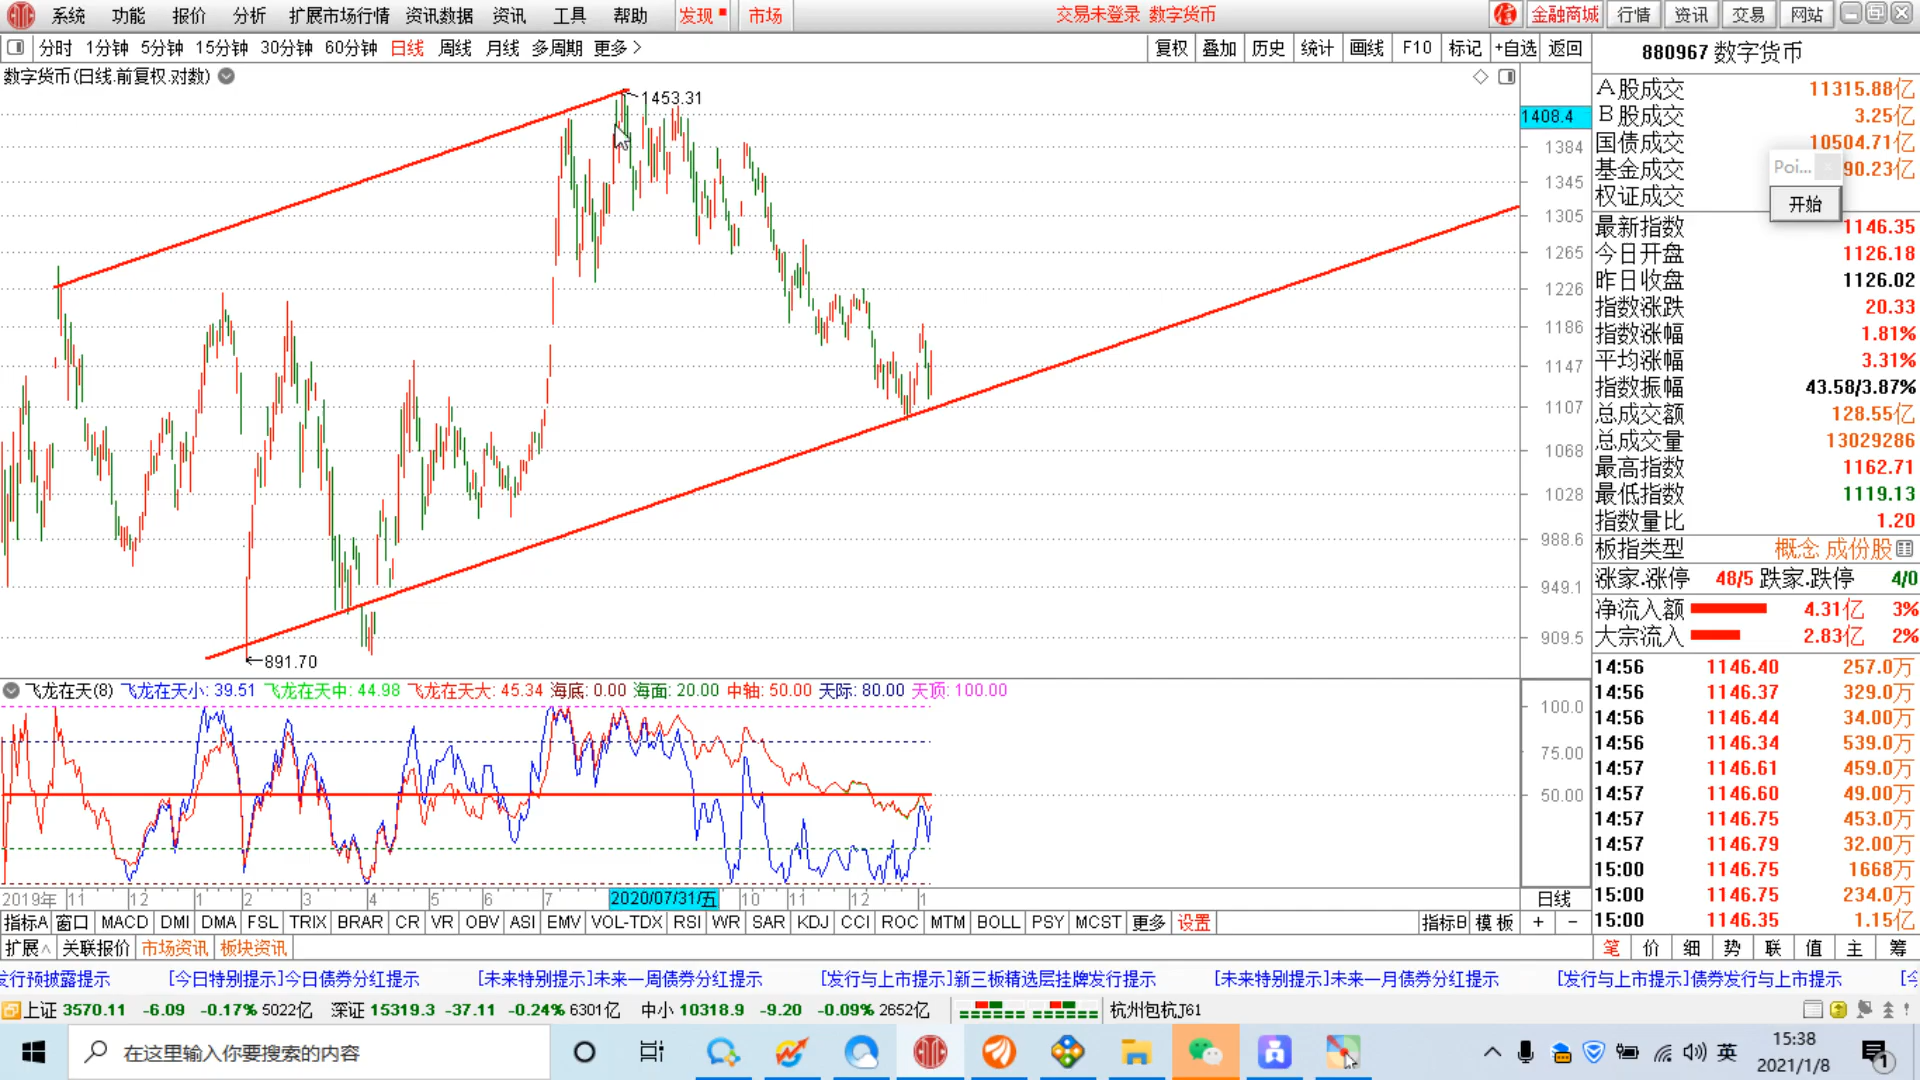 系统 功能 报价 分析 扩展市场行情 资讯数据 资讯 工具 帮助 发现 市场 交易未登录 数字货币 金融商城 行情 资讯 交易 网站
分时 1分钟 5分钟 15分钟 30分钟 60分钟 日线 周线 月线 多周期 更多 复权 叠加 历史 统计 画线 F10 标记 +自选 返回
880967 数字货币
数字货币(日线.前复权.对数)
1453.31
891.70
1408.4
1384
1345
1305
1265
1226
1186
1147
1107
1068
1028
988.6
949.1
909.5
A股成交 11315.88亿
B股成交 3.25亿
国债成交 10504.71亿
基金成交 90.23亿
权证成交
Poi...
开始
最新指数 1146.35
今日开盘 1126.18
昨日收盘 1126.02
指数涨跌 20.33
指数涨幅 1.81%
平均涨幅 3.31%
指数振幅 43.58/3.87%
总成交额 128.55亿
总成交量 13029286
最高指数 1162.71
最低指数 1119.13
指数量比 1.20
板指类型 概念 成份股
涨家.涨停 48/5 跌家.跌停 4/0
净流入额 4.31亿 3%
大宗流入 2.83亿 2%
14:56 1146.40 257.0万
14:56 1146.37 329.0万
14:56 1146.44 34.00万
14:56 1146.34 539.0万
14:57 1146.61 459.0万
14:57 1146.60 49.00万
14:57 1146.75 453.0万
14:57 1146.79 32.00万
15:00 1146.75 1668万
15:00 1146.75 234.0万
15:00 1146.35 1.15亿
笔 价 细 势 联 值 主 筹
飞龙在天(8) 飞龙在天小: 39.51 飞龙在天中: 44.98 飞龙在天大: 45.34 海底: 0.00 海面: 20.00 中轴: 50.00 天际: 80.00 天顶: 100.00
100.0
75.00
50.00
2019年 11 12 1 2 3 4 5 6 7 2020/07/31/五 10 11 12 1 日线
指标A 窗口 MACD DMI DMA FSL TRIX BRAR CR VR OBV ASI EMV VOL-TDX RSI WR SAR KDJ CCI ROC MTM BOLL PSY MCST 更多 设置 指标B 模板 + -
扩展∧ 关联报价 市场资讯 板块资讯
发行预披露提示 [今日特别提示]今日债券分红提示 [未来特别提示]未来一周债券分红提示 [发行与上市提示]新三板精选层挂牌发行提示 [未来特别提示]未来一月债券分红提示 [发行与上市提示]债券发行与上市提示
上证 3570.11 -6.09 -0.17% 5022亿 深证 15319.3 -37.11 -0.24% 6301亿 中小 10318.9 -9.20 -0.09% 2652亿 杭州包杭J61
在这里输入你要搜索的内容
英
15:38
2021/1/8
1